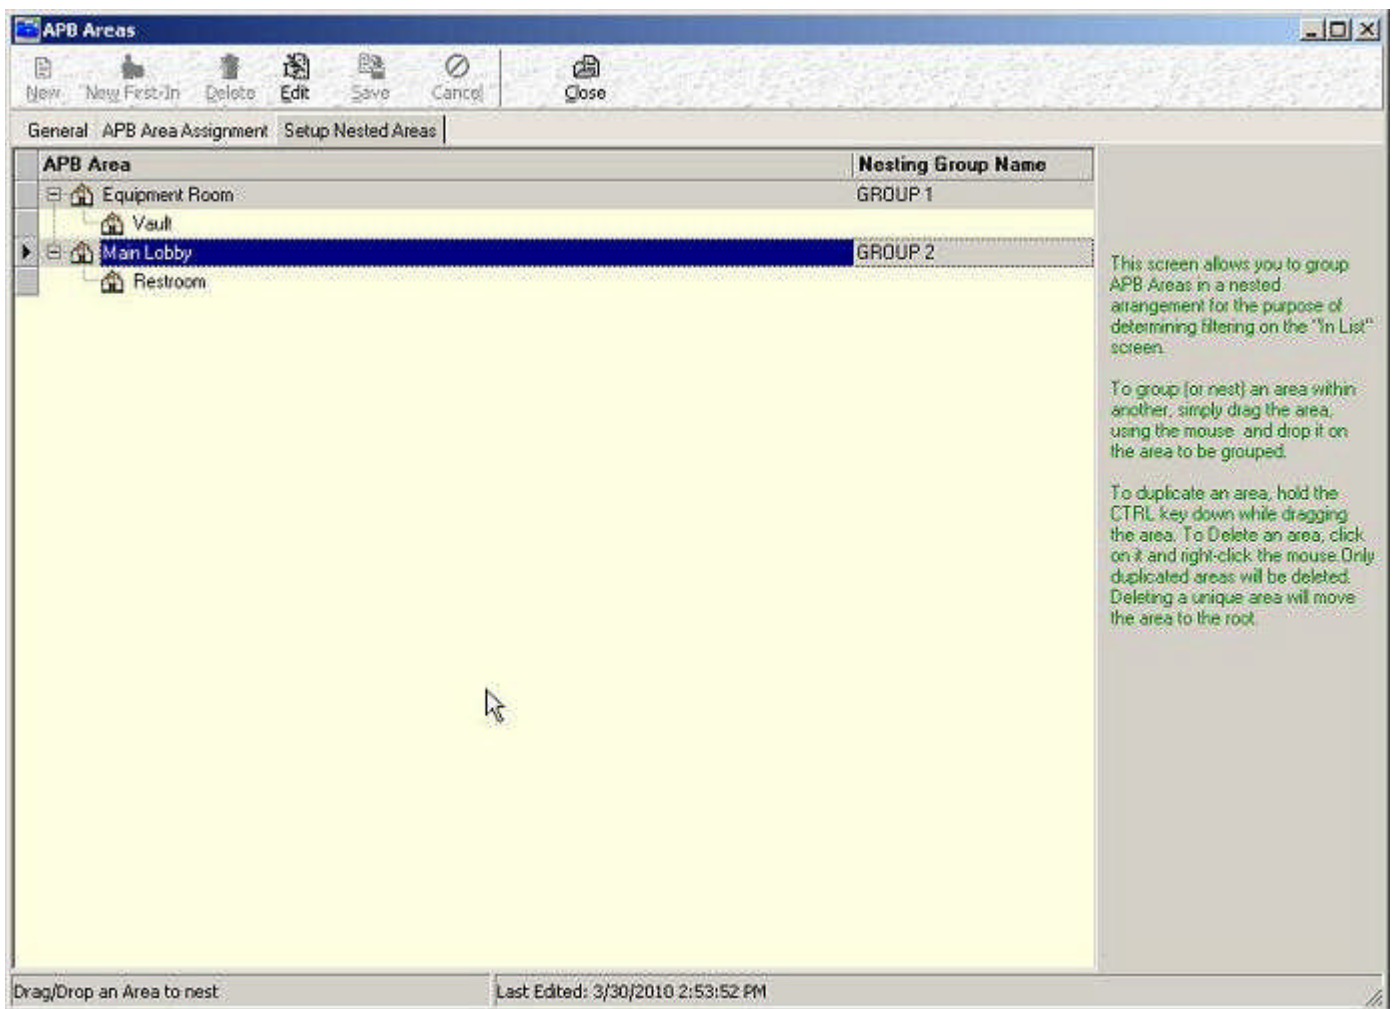 APB Areas
New New First-In Delete Edit Save Cancel Close
General APB Area Assignment Setup Nested Areas
APB Area Nesting Group Name
Equipment Room GROUP 1
Vault
Main Lobby GROUP 2
Restroom
This screen allows you to group
APB Areas in a nested
arrangement for the purpose of
determining filtering on the "In List"
screen.
To group (or nest) an area within
another, simply drag the area,
using the mouse and drop it on
the area to be grouped.
To duplicate an area, hold the
CTRL key down while dragging
the area. To Delete an area, click
on it and right-click the mouse.Only
duplicated areas will be deleted.
Deleting a unique area will move
the area to the root.
Drag/Drop an Area to nest Last Edited: 3/30/2010 2:53:52 PM